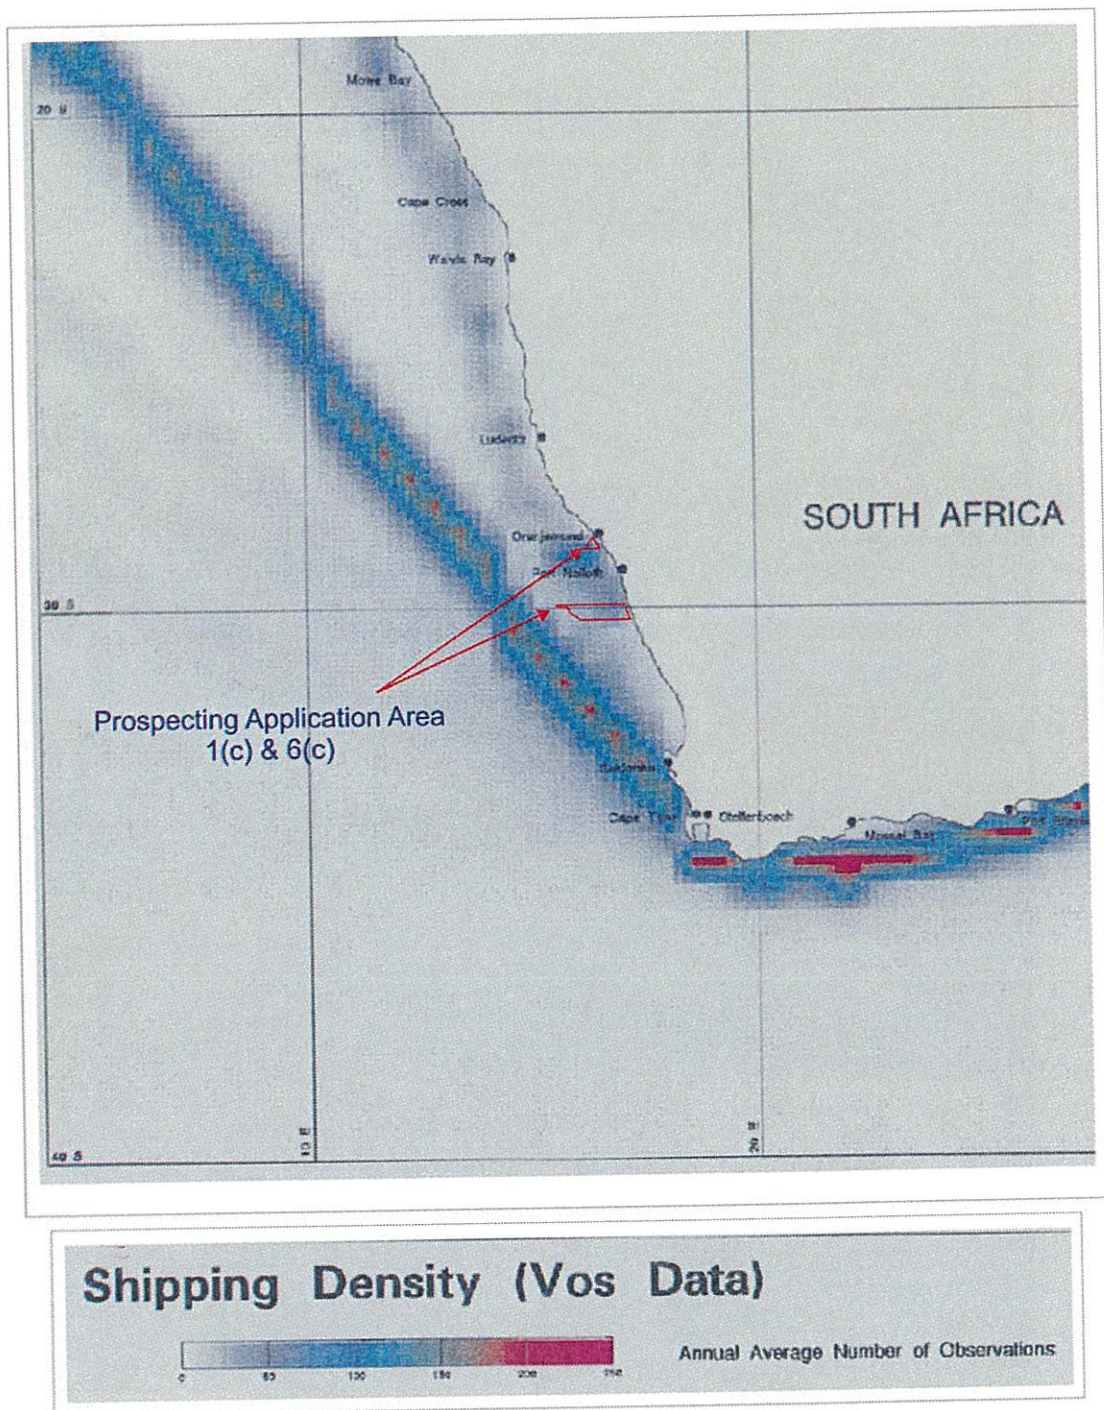 Mowe Bay
20 S
Cape Cross
Walvis Bay
Luderitz
SOUTH AFRICA
Oranjemund
Port Nolloth
30 S
Prospecting Application Area
1(c) & 6(c)
Saldanha
Cape Town
Stellenbosch
Mossel Bay
10 E
20 E
40 S
Shipping Density (Vos Data)
Annual Average Number of Observations
0 50 100 150 200 250